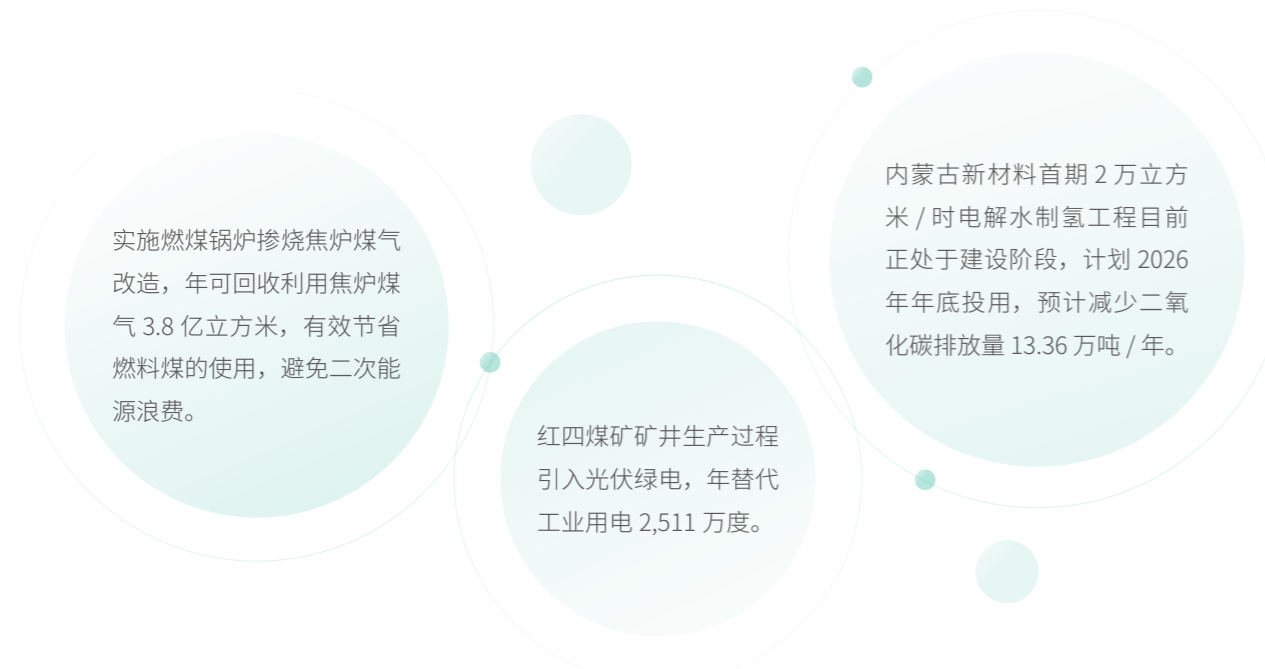 实施燃煤锅炉掺烧焦炉煤气
改造，年可回收利用焦炉煤
气 3.8 亿立方米，有效节省
燃料煤的使用，避免二次能
源浪费。
红四煤矿矿井生产过程
引入光伏绿电，年替代
工业用电 2,511 万度。
内蒙古新材料首期 2 万立方
米 / 时电解水制氢工程目前
正处于建设阶段，计划 2026
年年底投用，预计减少二氧
化碳排放量 13.36 万吨 / 年。